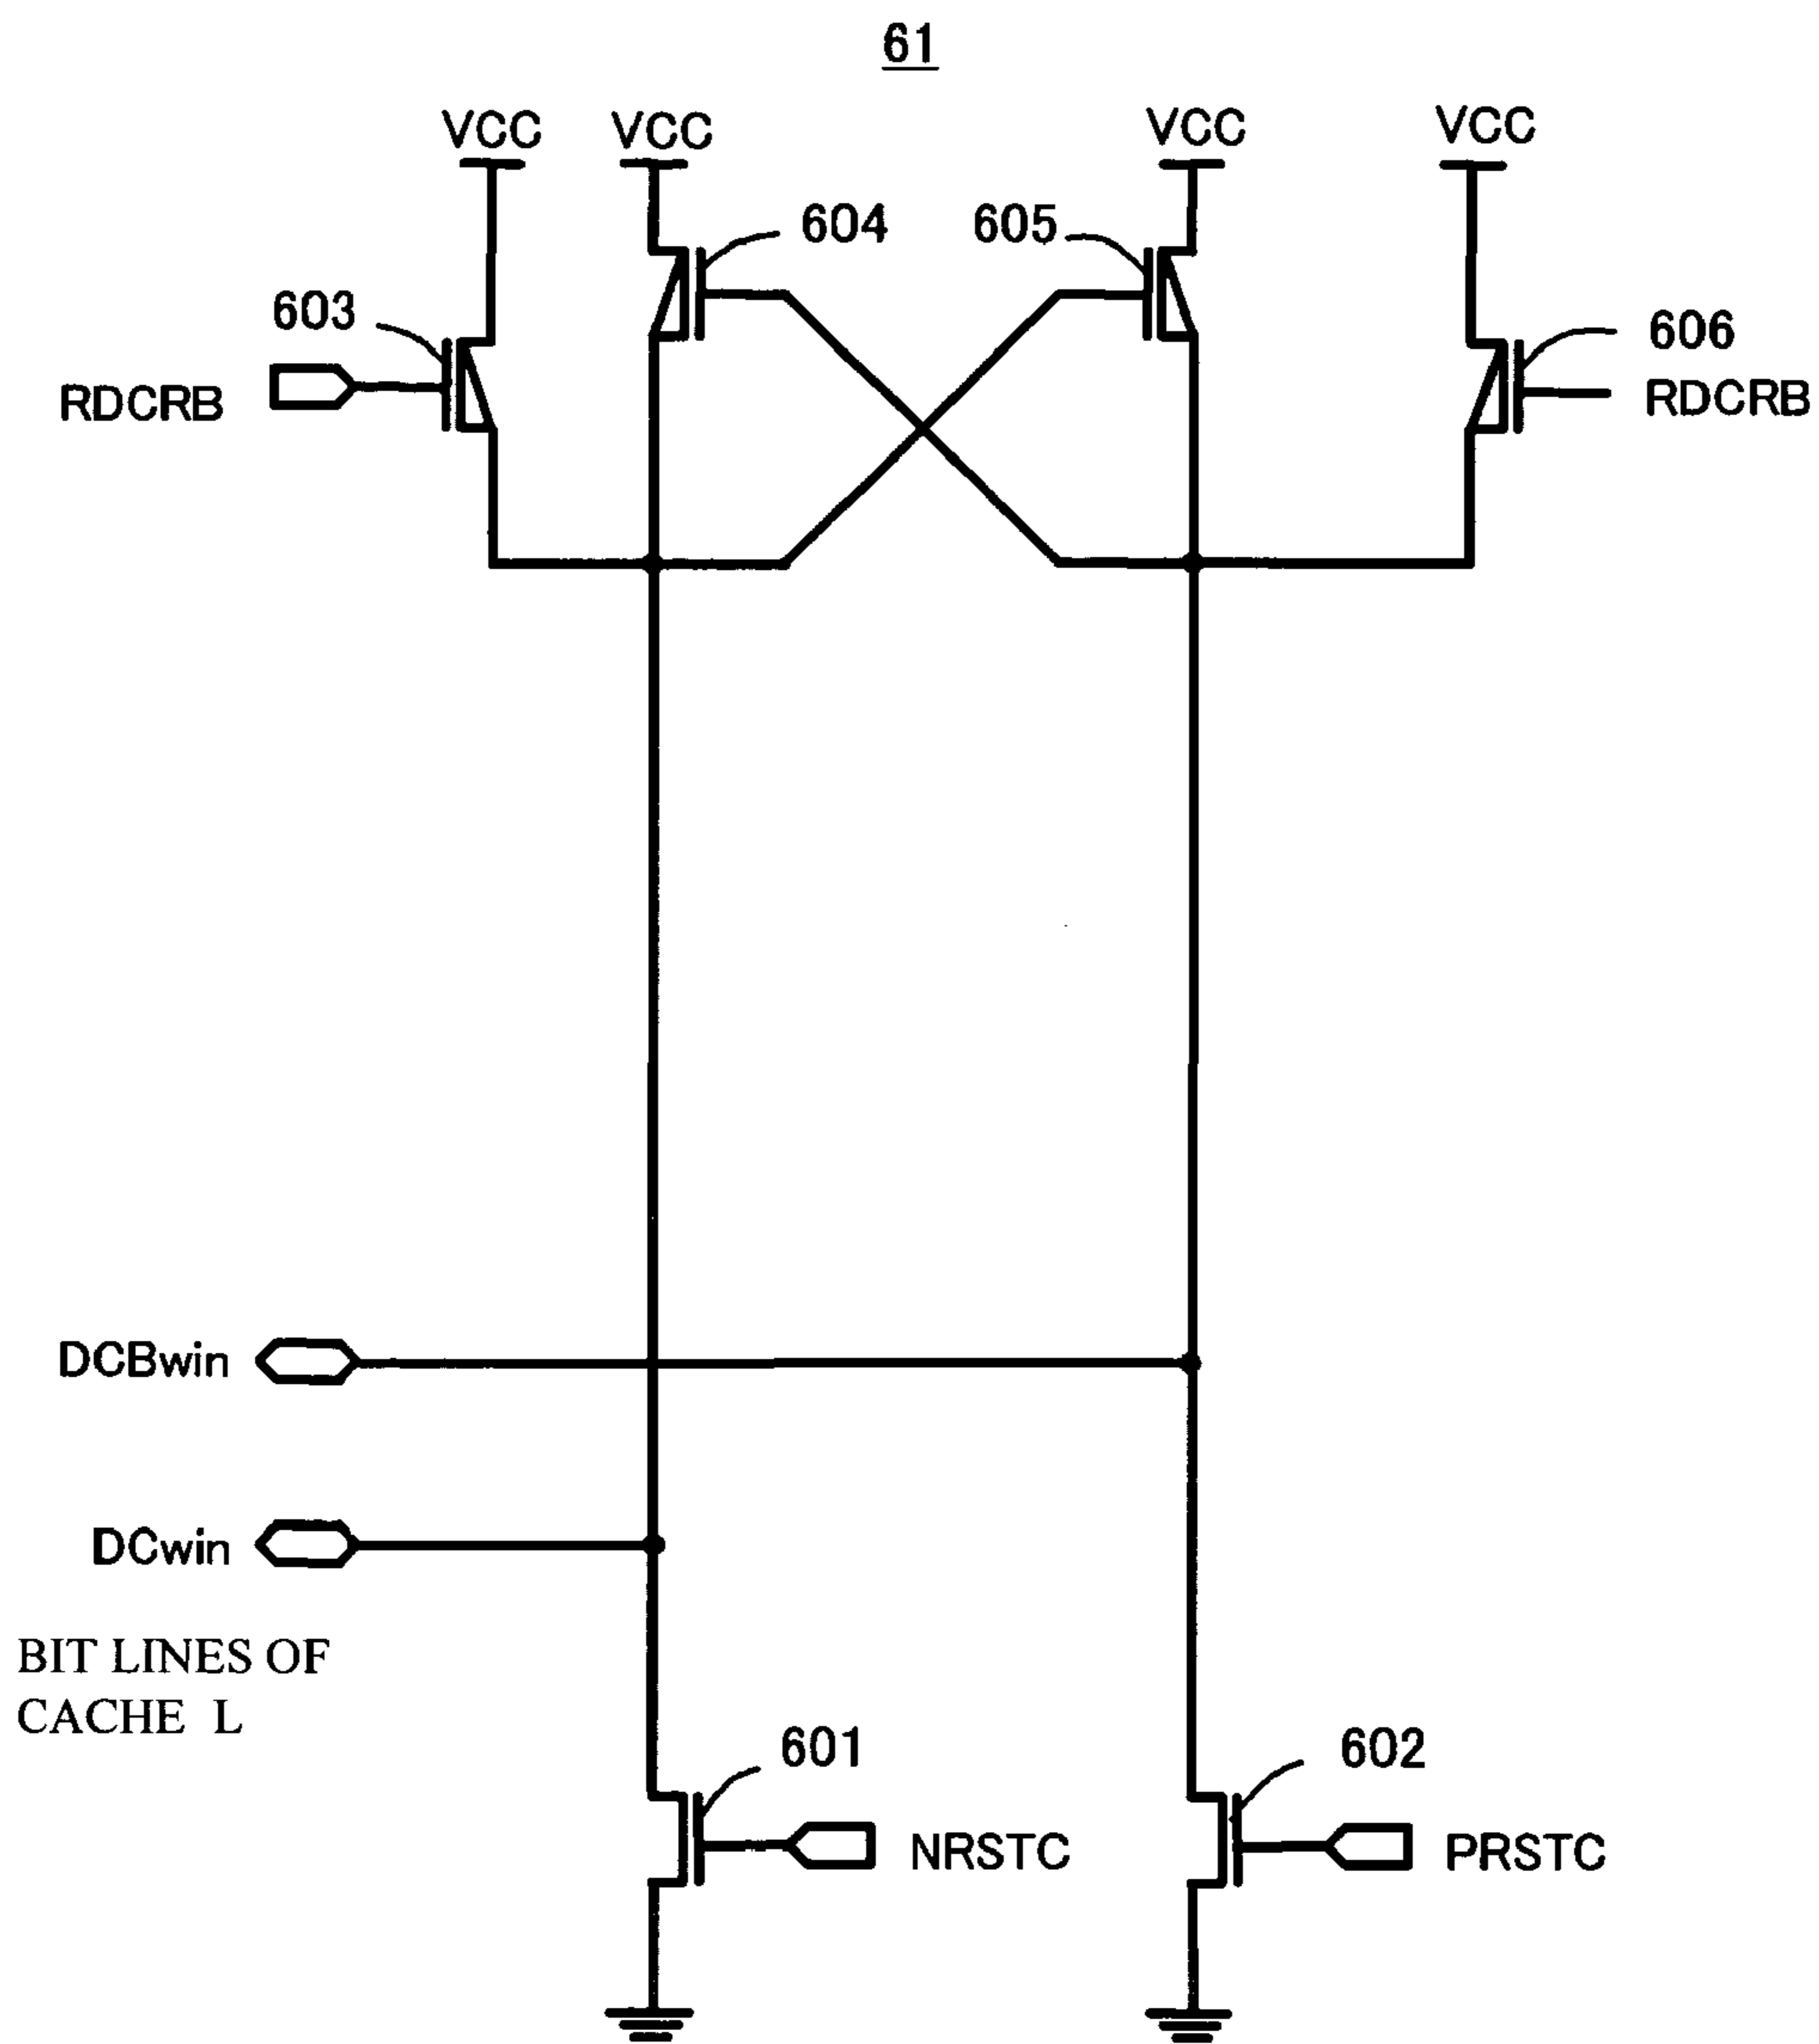 61
VCC
VCC
VCC
VCC
604
605
603
606
RDCRB
RDCRB
DCBwin
DCwin
BIT LINES OF
CACHE L
601
602
NRSTC
PRSTC